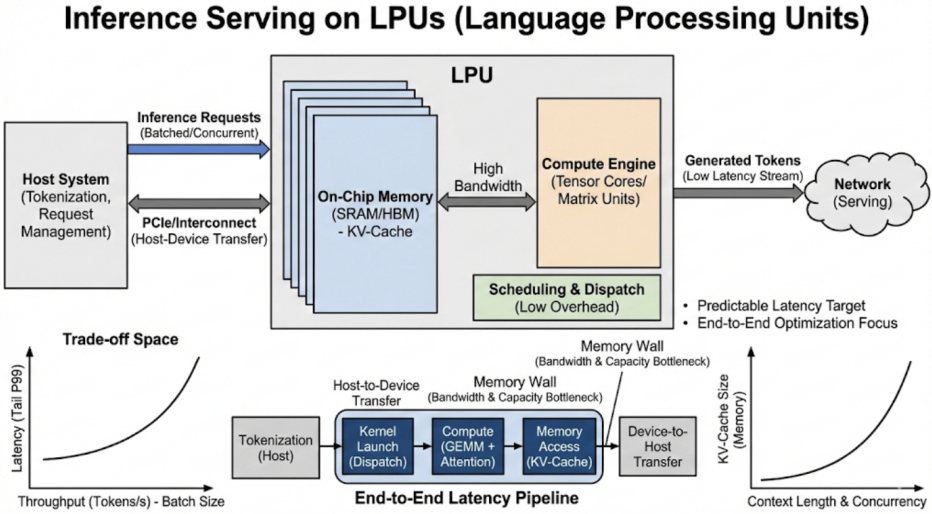 Inference Serving on LPUs (Language Processing Units)
LPU
Host System
(Tokenization,
Request
Management)
Inference Requests
(Batched/Concurrent)
PCIe/Interconnect
(Host-Device Transfer)
On-Chip Memory
(SRAM/HBM)
- KV-Cache
High
Bandwidth
Compute Engine
(Tensor Cores/
Matrix Units)
Scheduling & Dispatch
(Low Overhead)
Generated Tokens
(Low Latency Stream)
Network
(Serving)
• Predictable Latency Target
• End-to-End Optimization Focus
Trade-off Space
Latency (Tail P99)
Throughput (Tokens/s) - Batch Size
Host-to-Device
Transfer
Memory Wall
(Bandwidth & Capacity Bottleneck)
Memory Wall
(Bandwidth & Capacity Bottleneck)
Tokenization
(Host)
Kernel
Launch
(Dispatch)
Compute
(GEMM +
Attention)
Memory
Access
(KV-Cache)
Device-to-
Host
Transfer
End-to-End Latency Pipeline
KV-Cache Size
(Memory)
Context Length & Concurrency